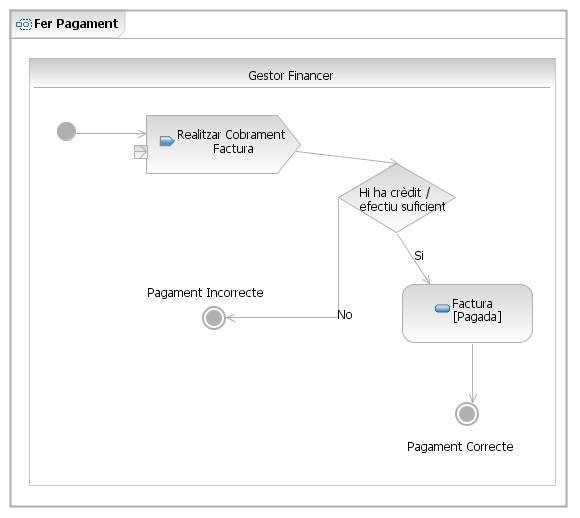 Fer Pagament
Gestor Financer
Realitzar Cobrament
Factura
Hi ha crèdit /
efectiu suficient
Si
Pagament Incorrecte
No
Factura
[Pagada]
Pagament Correcte